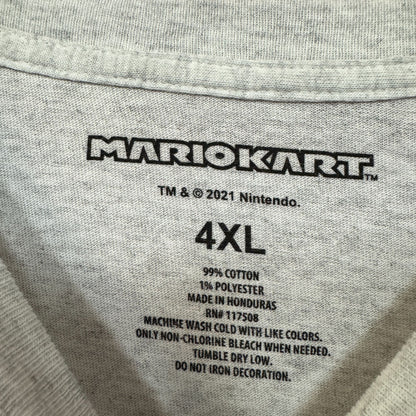 MARIOKART™
TM & © 2021 Nintendo.
4XL
99% COTTON
1% POLYESTER
MADE IN HONDURAS
RN# 117508
MACHINE WASH COLD WITH LIKE COLORS.
ONLY NON-CHLORINE BLEACH WHEN NEEDED.
TUMBLE DRY LOW.
DO NOT IRON DECORATION.